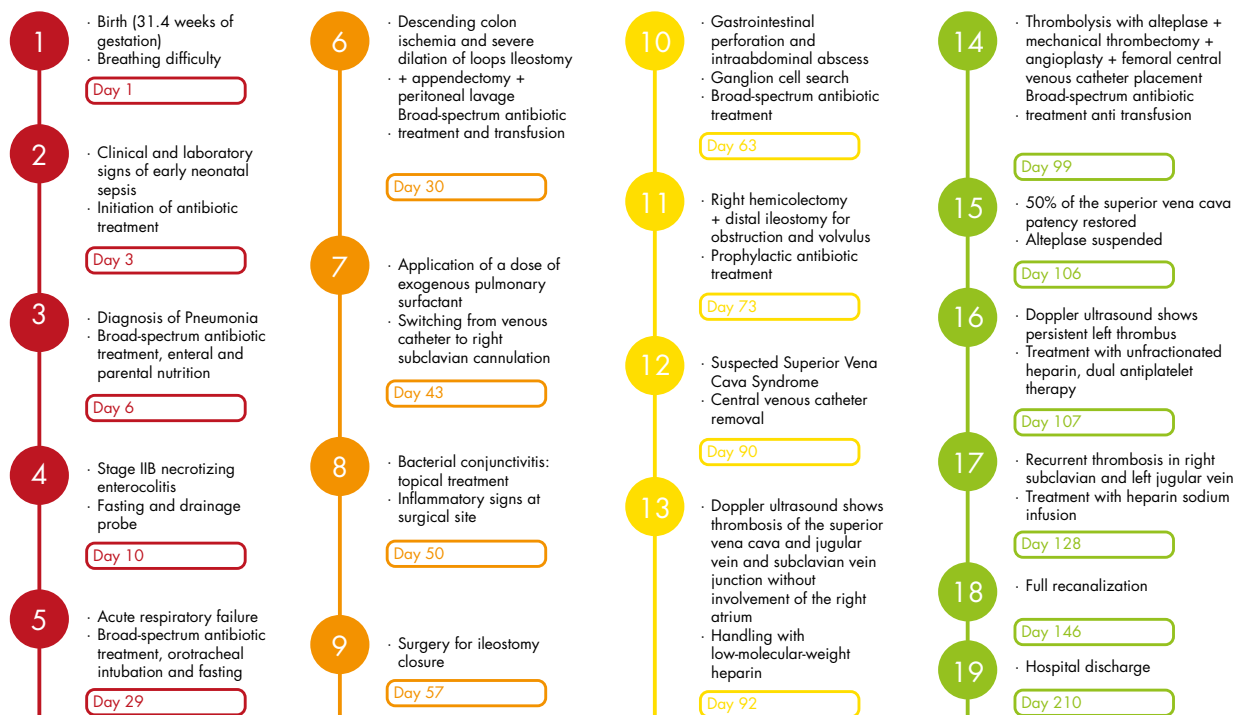 1
· Birth (31.4 weeks of
gestation)
· Breathing difficulty
Day 1
2
· Clinical and laboratory
signs of early neonatal
sepsis
· Initiation of antibiotic
treatment
Day 3
3
· Diagnosis of Pneumonia
· Broad-spectrum antibiotic
treatment, enteral and
parental nutrition
Day 6
4
· Stage IIB necrotizing
enterocolitis
· Fasting and drainage
probe
Day 10
5
· Acute respiratory failure
· Broad-spectrum antibiotic
treatment, orotracheal
intubation and fasting
Day 29
6
· Descending colon
ischemia and severe
dilation of loops Ileostomy
· + appendectomy +
peritoneal lavage
Broad-spectrum antibiotic
· treatment and transfusion
Day 30
7
· Application of a dose of
exogenous pulmonary
surfactant
· Switching from venous
catheter to right
subclavian cannulation
Day 43
8
· Bacterial conjunctivitis:
topical treatment
· Inflammatory signs at
surgical site
Day 50
9
· Surgery for ileostomy
closure
Day 57
10
· Gastrointestinal
perforation and
intraabdominal abscess
· Ganglion cell search
· Broad-spectrum antibiotic
treatment
Day 63
11
· Right hemicolectomy
+ distal ileostomy for
obstruction and volvulus
· Prophylactic antibiotic
treatment
Day 73
12
· Suspected Superior Vena
Cava Syndrome
· Central venous catheter
removal
Day 90
13
· Doppler ultrasound shows
thrombosis of the superior
vena cava and jugular
vein and subclavian vein
junction without
involvement of the right
atrium
· Handling with
low-molecular-weight
heparin
Day 92
14
· Thrombolysis with alteplase +
mechanical thrombectomy +
angioplasty + femoral central
venous catheter placement
Broad-spectrum antibiotic
· treatment anti transfusion
Day 99
15
· 50% of the superior vena cava
patency restored
· Alteplase suspended
Day 106
16
· Doppler ultrasound shows
persistent left thrombus
· Treatment with unfractionated
heparin, dual antiplatelet
therapy
Day 107
17
· Recurrent thrombosis in right
subclavian and left jugular vein
· Treatment with heparin sodium
infusion
Day 128
18
· Full recanalization
Day 146
19
· Hospital discharge
Day 210